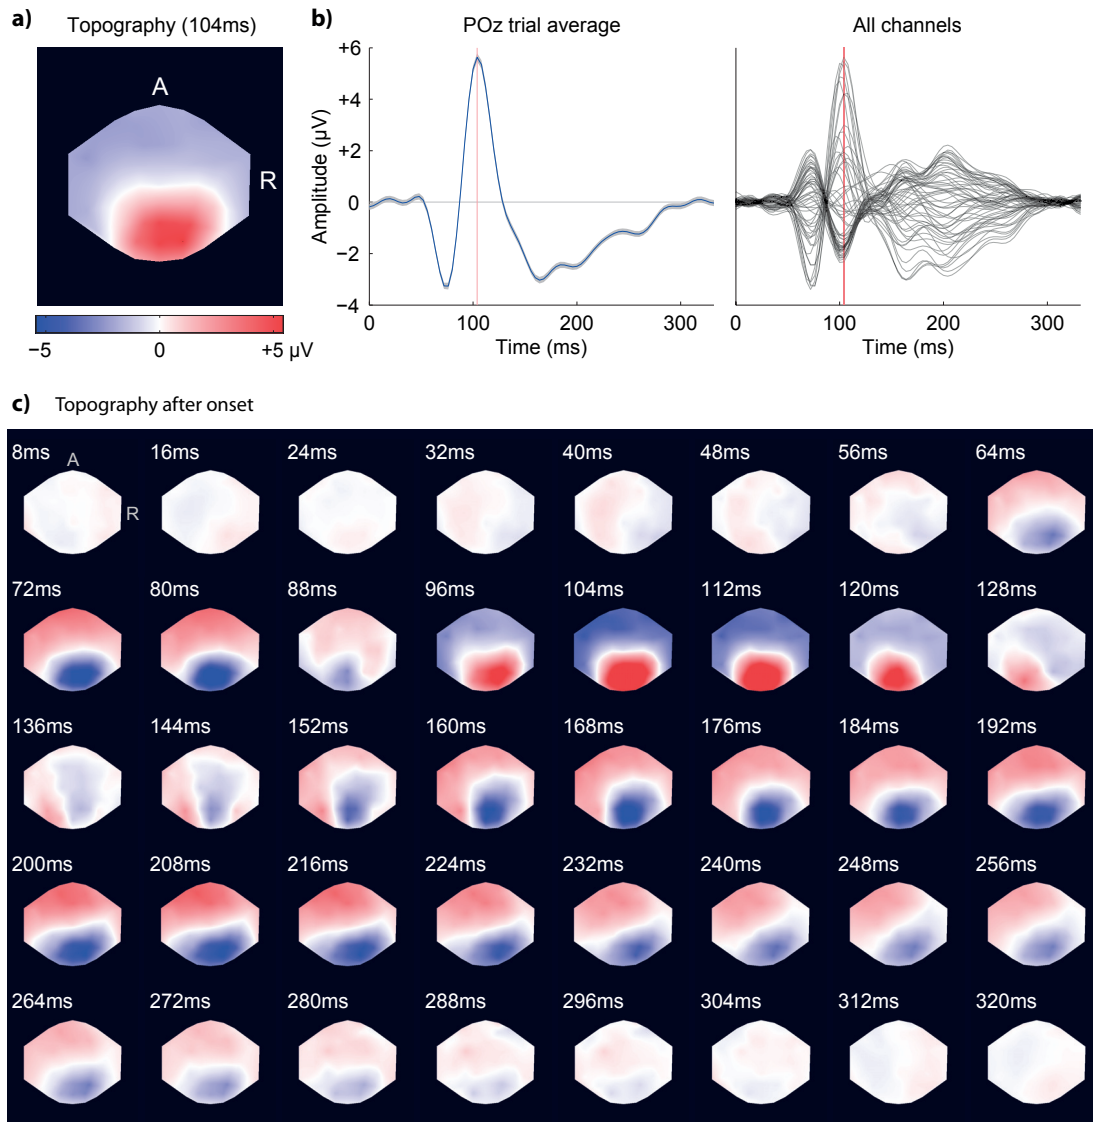 a)
Topography (104ms)
A
R
−5 0 +5 µV
b)
POz trial average
Amplitude (µV)
+6
+4
+2
0
−2
−4
0 100 200 300
Time (ms)
All channels
0 100 200 300
Time (ms)
c) Topography after onset
8ms 16ms 24ms 32ms 40ms 48ms 56ms 64ms
A
R
72ms 80ms 88ms 96ms 104ms 112ms 120ms 128ms
136ms 144ms 152ms 160ms 168ms 176ms 184ms 192ms
200ms 208ms 216ms 224ms 232ms 240ms 248ms 256ms
264ms 272ms 280ms 288ms 296ms 304ms 312ms 320ms